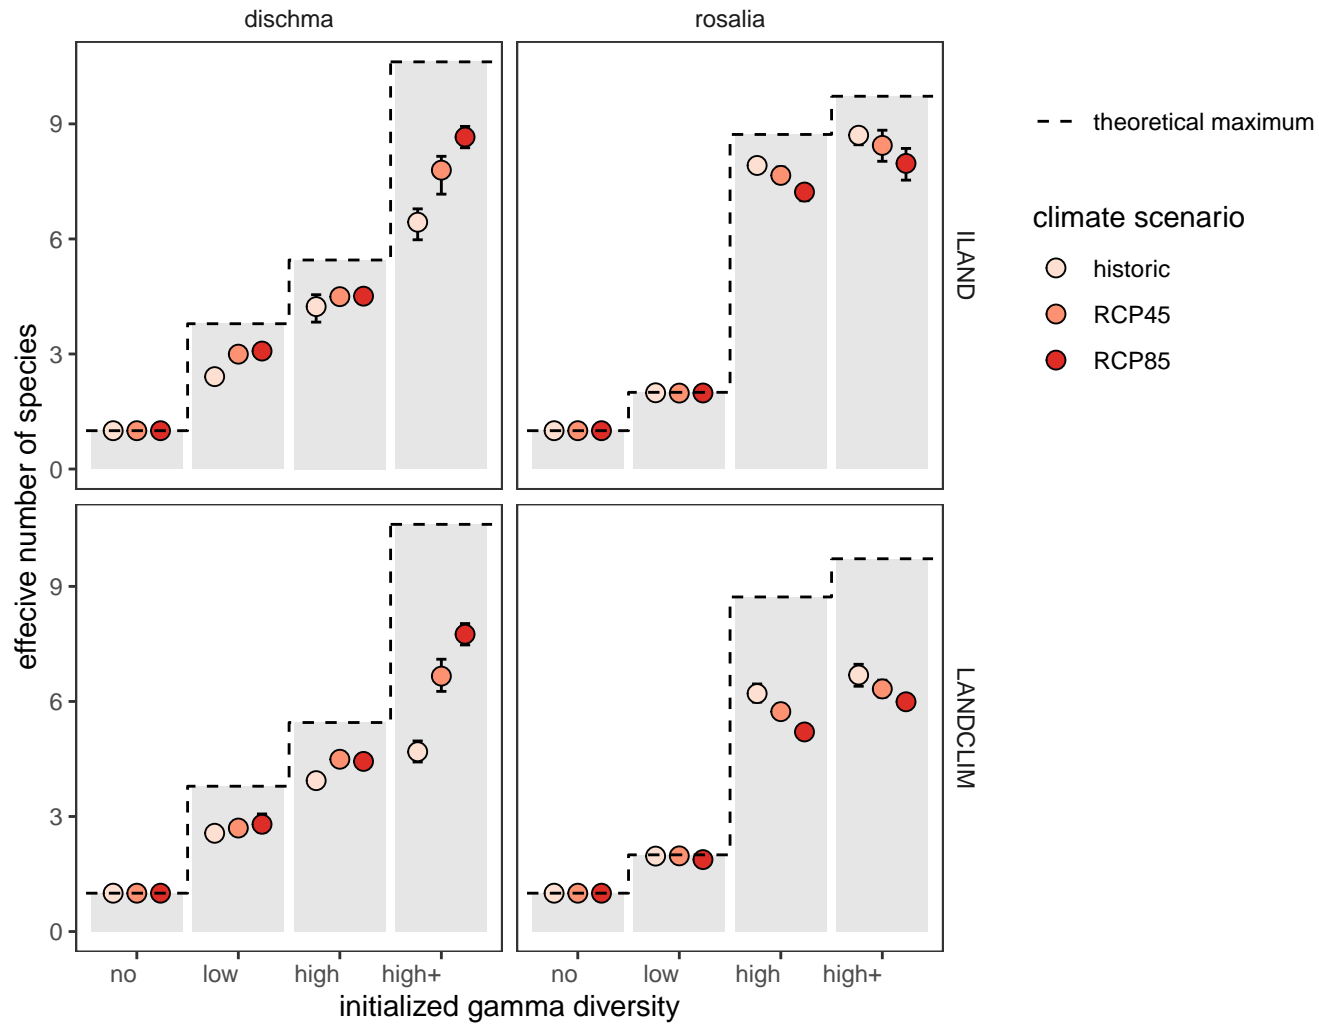 dischma
rosalia
9
6
3
0
ILAND
9
6
3
0
LANDCLIM
no
low
high
high+
no
low
high
high+
initialized gamma diversity
effecive number of species
theoretical maximum
climate scenario
historic
RCP45
RCP85